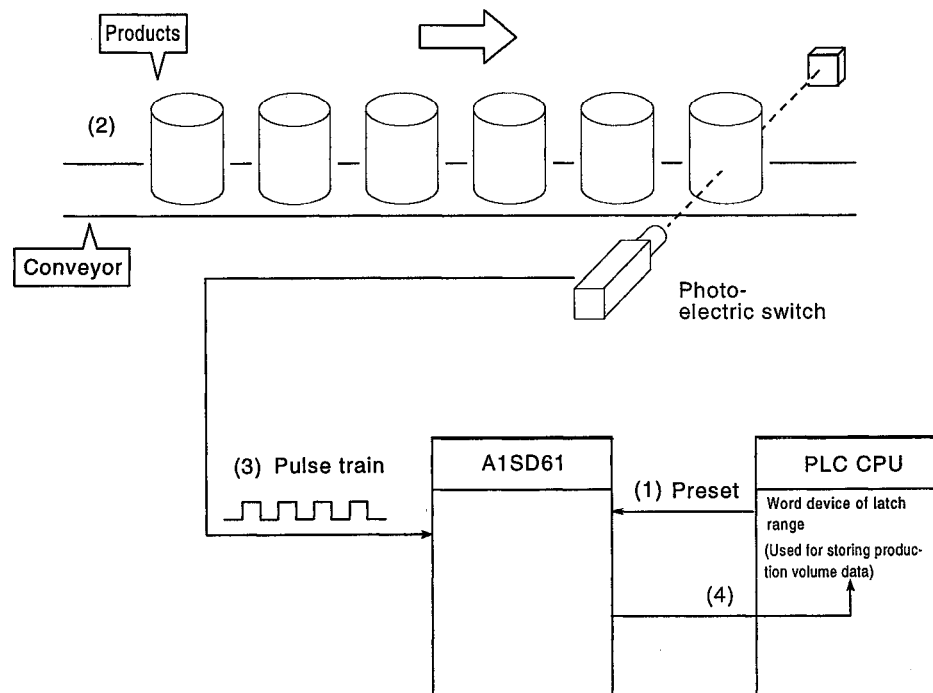 Products
(2)
Conveyor
Photo-
electric switch
(3) Pulse train
A1SD61
PLC CPU
(1) Preset
Word device of latch
range
(Used for storing produc-
tion volume data)
(4)